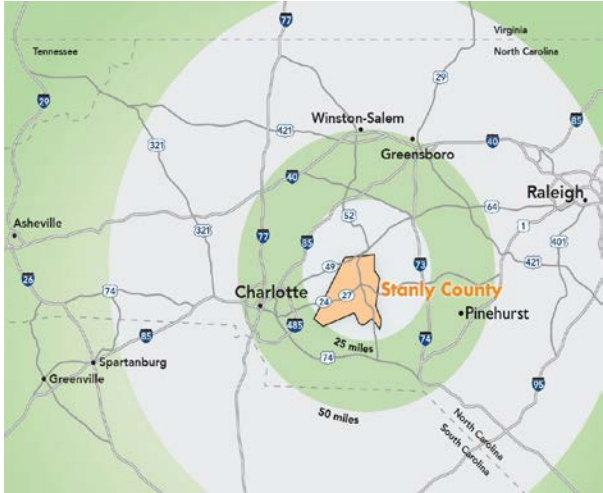 77
Virginia
North Carolina
Tennessee
29
29
Winston-Salem
421
85
321
Greensboro
40
40
Raleigh
64
52
Asheville
321
77
85
1
401
49
73
421
26
74
Charlotte
24
27
Stanly County
Pinehurst
485
85
25 miles
74
74
Spartanburg
Greenville
95
50 miles
North Carolina
South Carolina